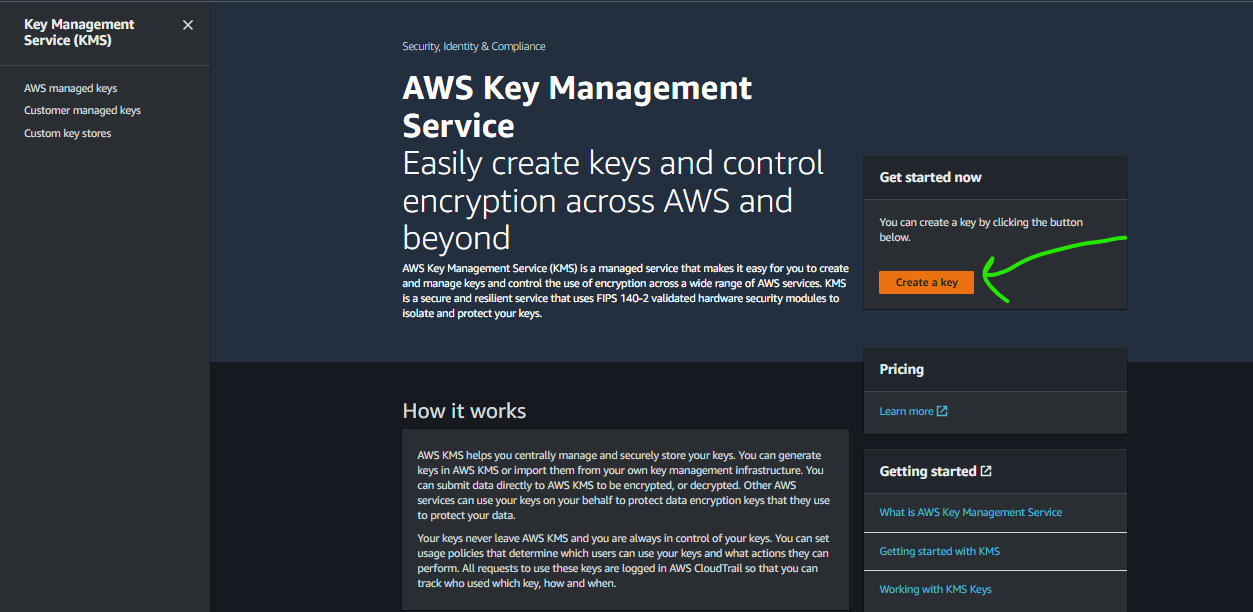 Key Management
Service (KMS)
AWS managed keys
Customer managed keys
Custom key stores
Security, Identity & Compliance
AWS Key Management
Service
Easily create keys and control
encryption across AWS and
beyond
AWS Key Management Service (KMS) is a managed service that makes it easy for you to create
and manage keys and control the use of encryption across a wide range of AWS services. KMS
is a secure and resilient service that uses FIPS 140-2 validated hardware security modules to
isolate and protect your keys.
Get started now
You can create a key by clicking the button
below.
Create a key
Pricing
Learn more
How it works
AWS KMS helps you centrally manage and securely store your keys. You can generate
keys in AWS KMS or import them from your own key management infrastructure. You
can submit data directly to AWS KMS to be encrypted, or decrypted. Other AWS
services can use your keys on your behalf to protect data encryption keys that they use
to protect your data.
Your keys never leave AWS KMS and you are always in control of your keys. You can set
usage policies that determine which users can use your keys and what actions they can
perform. All requests to use these keys are logged in AWS CloudTrail so that you can
track who used which key, how and when.
Getting started
What is AWS Key Management Service
Getting started with KMS
Working with KMS Keys